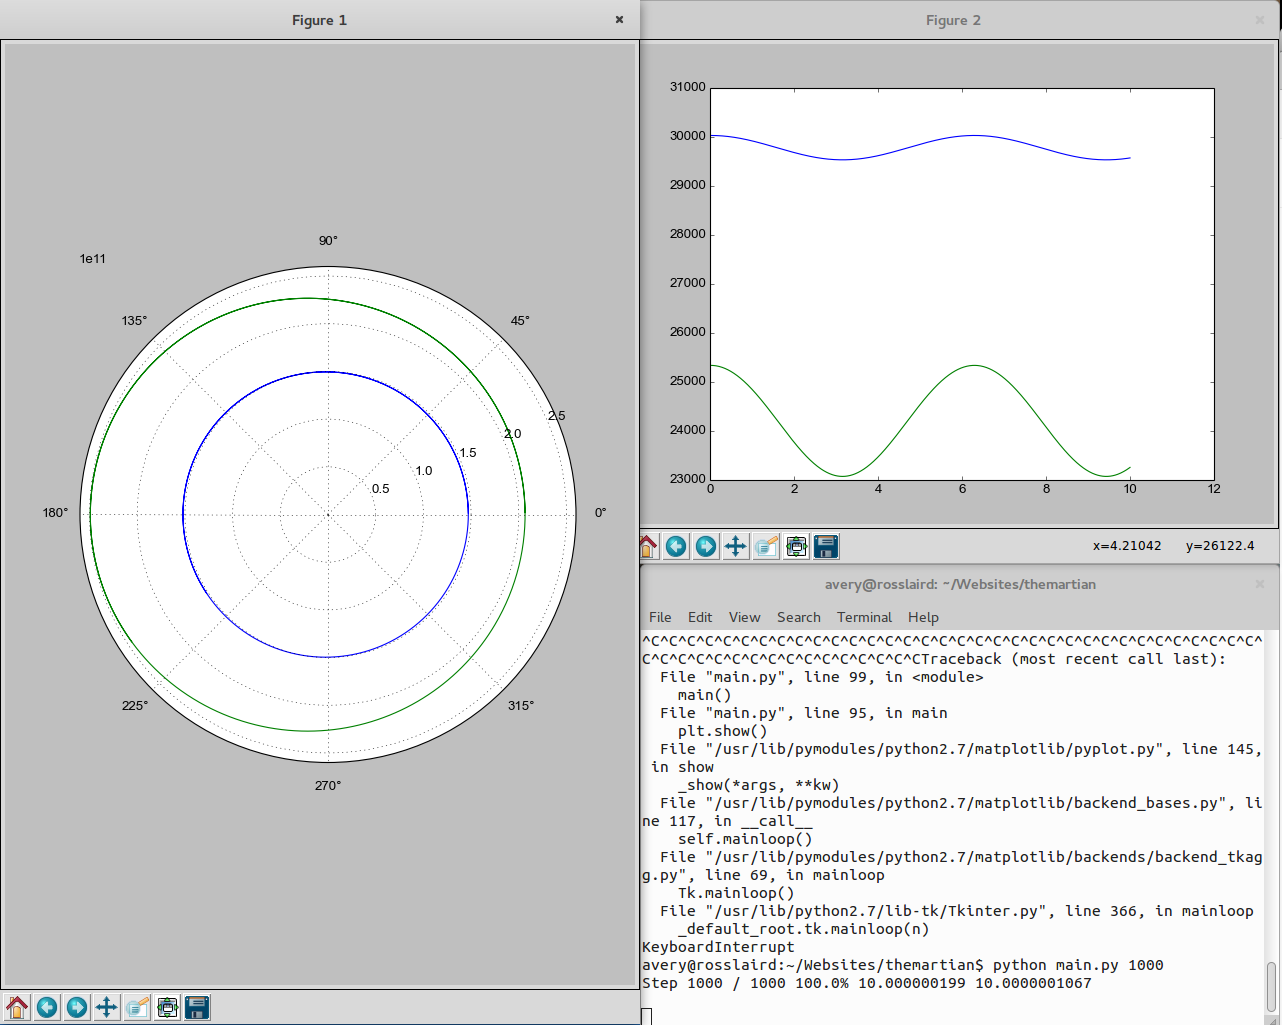 Figure 1
1e11
90°
135°
45°
2.5
2.0
1.5
1.0
0.5
180°
0°
225°
315°
270°
Figure 2
31000
30000
29000
28000
27000
26000
25000
24000
23000
0 2 4 6 8 10 12
x=4.21042 y=26122.4
avery@rosslaird: ~/Websites/themartian
File Edit View Search Terminal Help
^C^C^C^C^C^C^C^C^C^C^C^C^C^C^C^C^C^C^C^C^C^C^C^C^C^C^C^C^C^C^C^C^C^C^
C^C^C^C^C^C^C^C^C^C^C^C^C^C^C^CTraceback (most recent call last):
  File "main.py", line 99, in <module>
    main()
  File "main.py", line 95, in main
    plt.show()
  File "/usr/lib/pymodules/python2.7/matplotlib/pyplot.py", line 145,
 in show
    _show(*args, **kw)
  File "/usr/lib/pymodules/python2.7/matplotlib/backend_bases.py", li
ne 117, in __call__
    self.mainloop()
  File "/usr/lib/pymodules/python2.7/matplotlib/backends/backend_tkag
g.py", line 69, in mainloop
    Tk.mainloop()
  File "/usr/lib/python2.7/lib-tk/Tkinter.py", line 366, in mainloop
    _default_root.tk.mainloop(n)
KeyboardInterrupt
avery@rosslaird:~/Websites/themartian$ python main.py 1000
Step 1000 / 1000 100.0% 10.000000199 10.0000001067